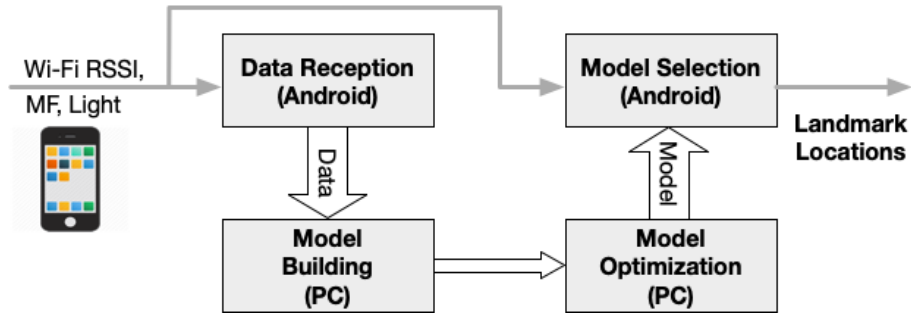 Wi-Fi RSSI,
MF, Light
Data Reception
(Android)
Model Selection
(Android)
Landmark
Locations
Data
Model
Model
Building
(PC)
Model
Optimization
(PC)